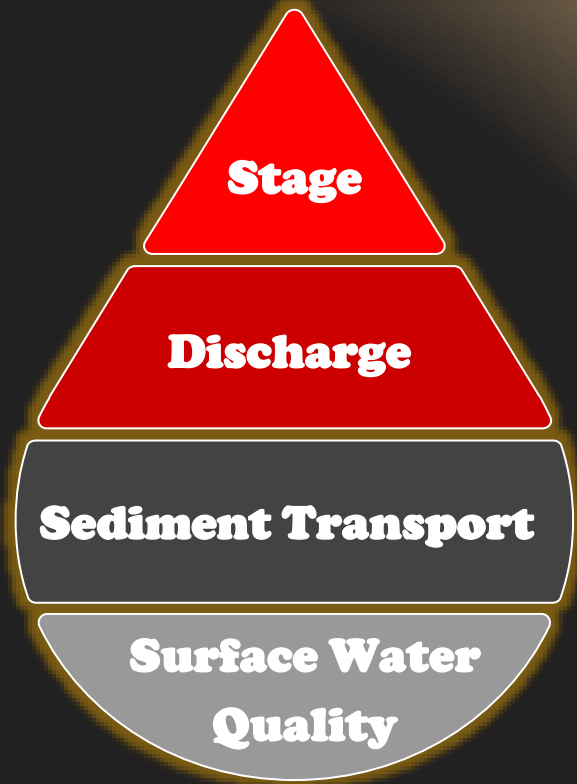 Stage
Discharge
Sediment Transport
Surface Water
Quality